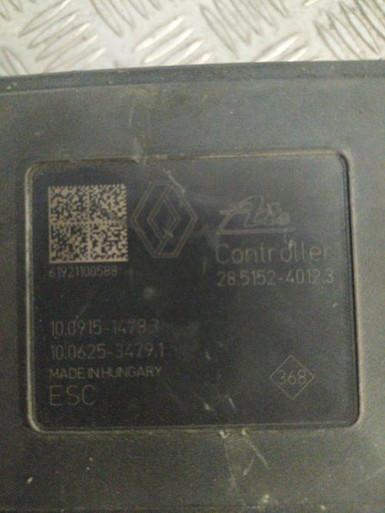 Ate
Controller
61921100588
28.5152-4012.3
10.0915-1478.3
10.0625-3429.1
MADE IN HUNGARY
ESC
368